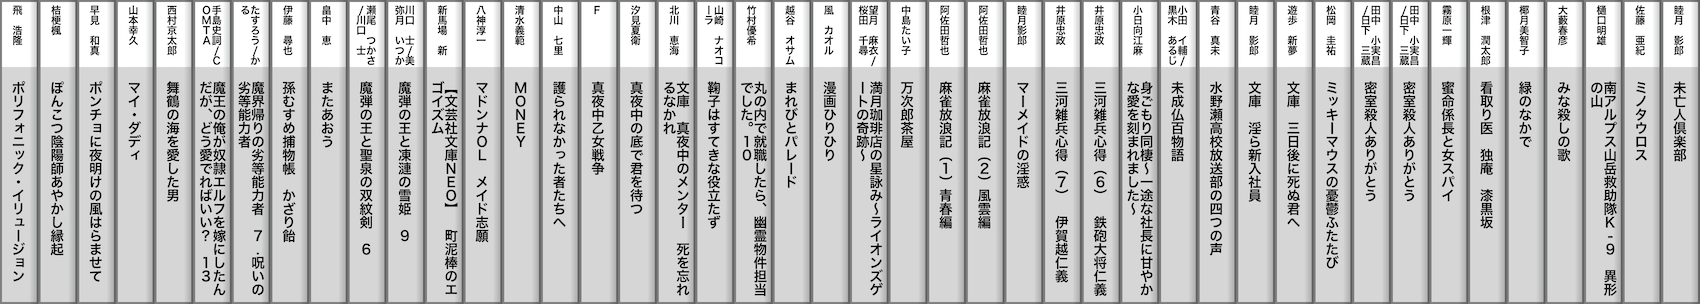 睦月 影郎
未亡人倶楽部
佐藤 亜紀
ミノタウロス
樋口明雄
南アルプス山岳救助隊K-9 異形
の山
大藪春彦
みな殺しの歌
椰月美智子
緑のなかで
根津 潤太郎
看取り医 独庵 漆黒坂
霧原一輝
蜜命係長と女スパイ
田中 小実昌
/日下 三蔵
密室殺人ありがとう
田中 小実昌
/日下 三蔵
密室殺人ありがとう
松岡 圭祐
ミッキーマウスの憂鬱ふたたび
遊歩 新夢
文庫 三日後に死ぬ君へ
睦月 影郎
文庫 淫ら新入社員
青谷 真未
水野瀬高校放送部の四つの声
小田 イ輔/
黒木 あるじ
未成仏百物語
小日向江麻
身ごもり同棲〜一途な社長に甘やか
な愛を刻まれました〜
井原忠政
三河雑兵心得（6） 鉄砲大将仁義
井原忠政
三河雑兵心得（7） 伊賀越仁義
睦月影郎
マーメイドの淫惑
阿佐田哲也
麻雀放浪記（2）風雲編
阿佐田哲也
麻雀放浪記（1）青春編
中島たい子
万次郎茶屋
望月 麻衣/
桜田 千尋
満月珈琲店の星詠み〜ライオンズゲ
ートの奇跡〜
風 カオル
漫画ひりひり
越谷 オサム
まれびとパレード
竹村優希
丸の内で就職したら、幽霊物件担当
でした。10
山崎 ナオコ
ーラ
鞠子はすてきな役立たず
北川 恵海
文庫 真夜中のメンター 死を忘れ
るなかれ
汐見夏衛
真夜中の底で君を待つ
F
真夜中乙女戦争
中山 七里
護られなかった者たちへ
清水義範
MONEY
八神淳一
マドンナOL メイド志願
新馬場 新
【文芸社文庫NEO】 町泥棒のエ
ゴイズム
川口 士/美
弥月 いつか
魔弾の王と凍漣の雪姫 9
瀬尾 つかさ
/川口 士
魔弾の王と聖泉の双紋剣 6
畠中 恵
またあおう
伊藤 尋也
孫むすめ捕物帳 かざり飴
たすろう/か
る
魔界帰りの劣等能力者 7.呪いの
劣等能力者
手島史詞/C
OMTA
魔王の俺が奴隷エルフを嫁にしたん
だが、どう愛でればいい？ 13
西村京太郎
舞鶴の海を愛した男
山本幸久
マイ・ダディ
早見 和真
ポンチョに夜明けの風はらませて
桔梗楓
ぽんこつ陰陽師あやかし縁起
飛 浩隆
ポリフォニック・イリュージョン